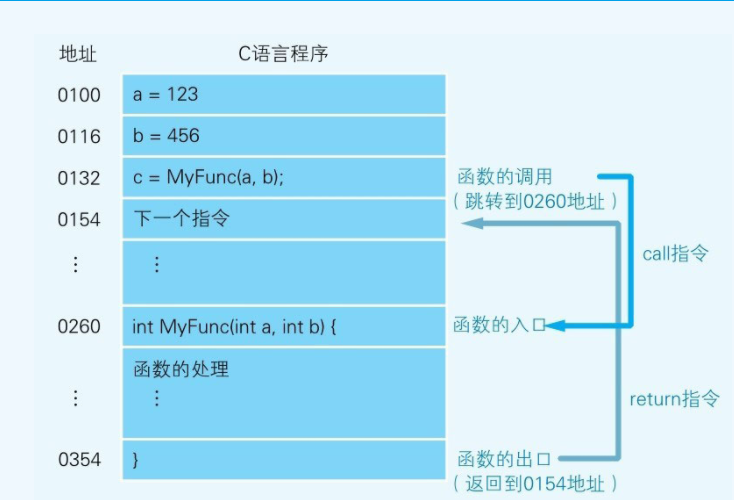 地址 C语言程序
0100 a = 123
0116 b = 456
0132 c = MyFunc(a, b); 函数的调用
（跳转到0260地址）
0154 下一个指令
call指令
⋮ ⋮
0260 int MyFunc(int a, int b) { 函数的入口
函数的处理
⋮ ⋮ return指令
0354 } 函数的出口
（返回到0154地址）